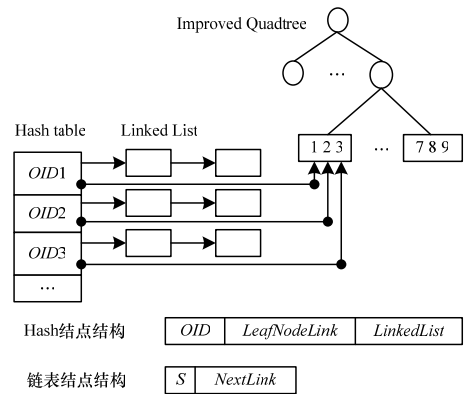 Improved Quadtree
...
Hash table Linked List
OID1
1 2 3 ... 7 8 9
OID2
OID3
...
Hash结点结构 OID LeafNodeLink LinkedList
链表结点结构 S NextLink